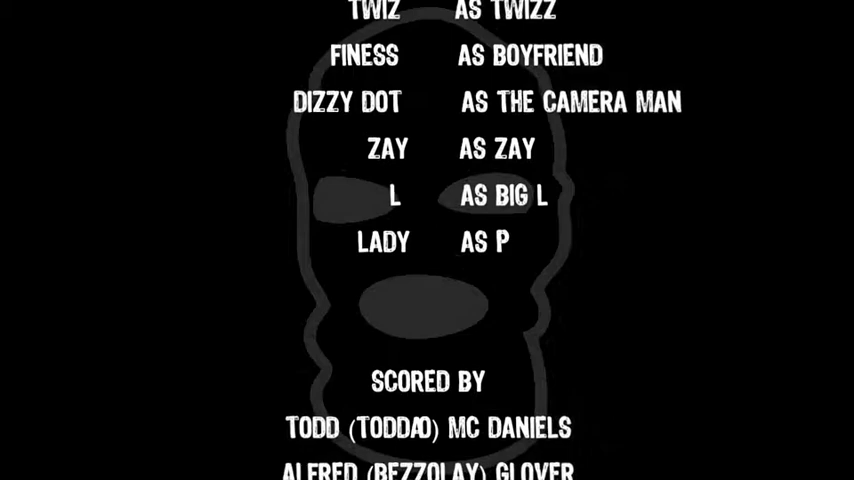 TWIZ AS TWIZZ
FINESS AS BOYFRIEND
DIZZY DOT AS THE CAMERA MAN
ZAY AS ZAY
L AS BIG L
LADY AS P
SCORED BY
TODD (TODDAO) MC DANIELS
ALFRED (BEZZOLAY) GLOVER